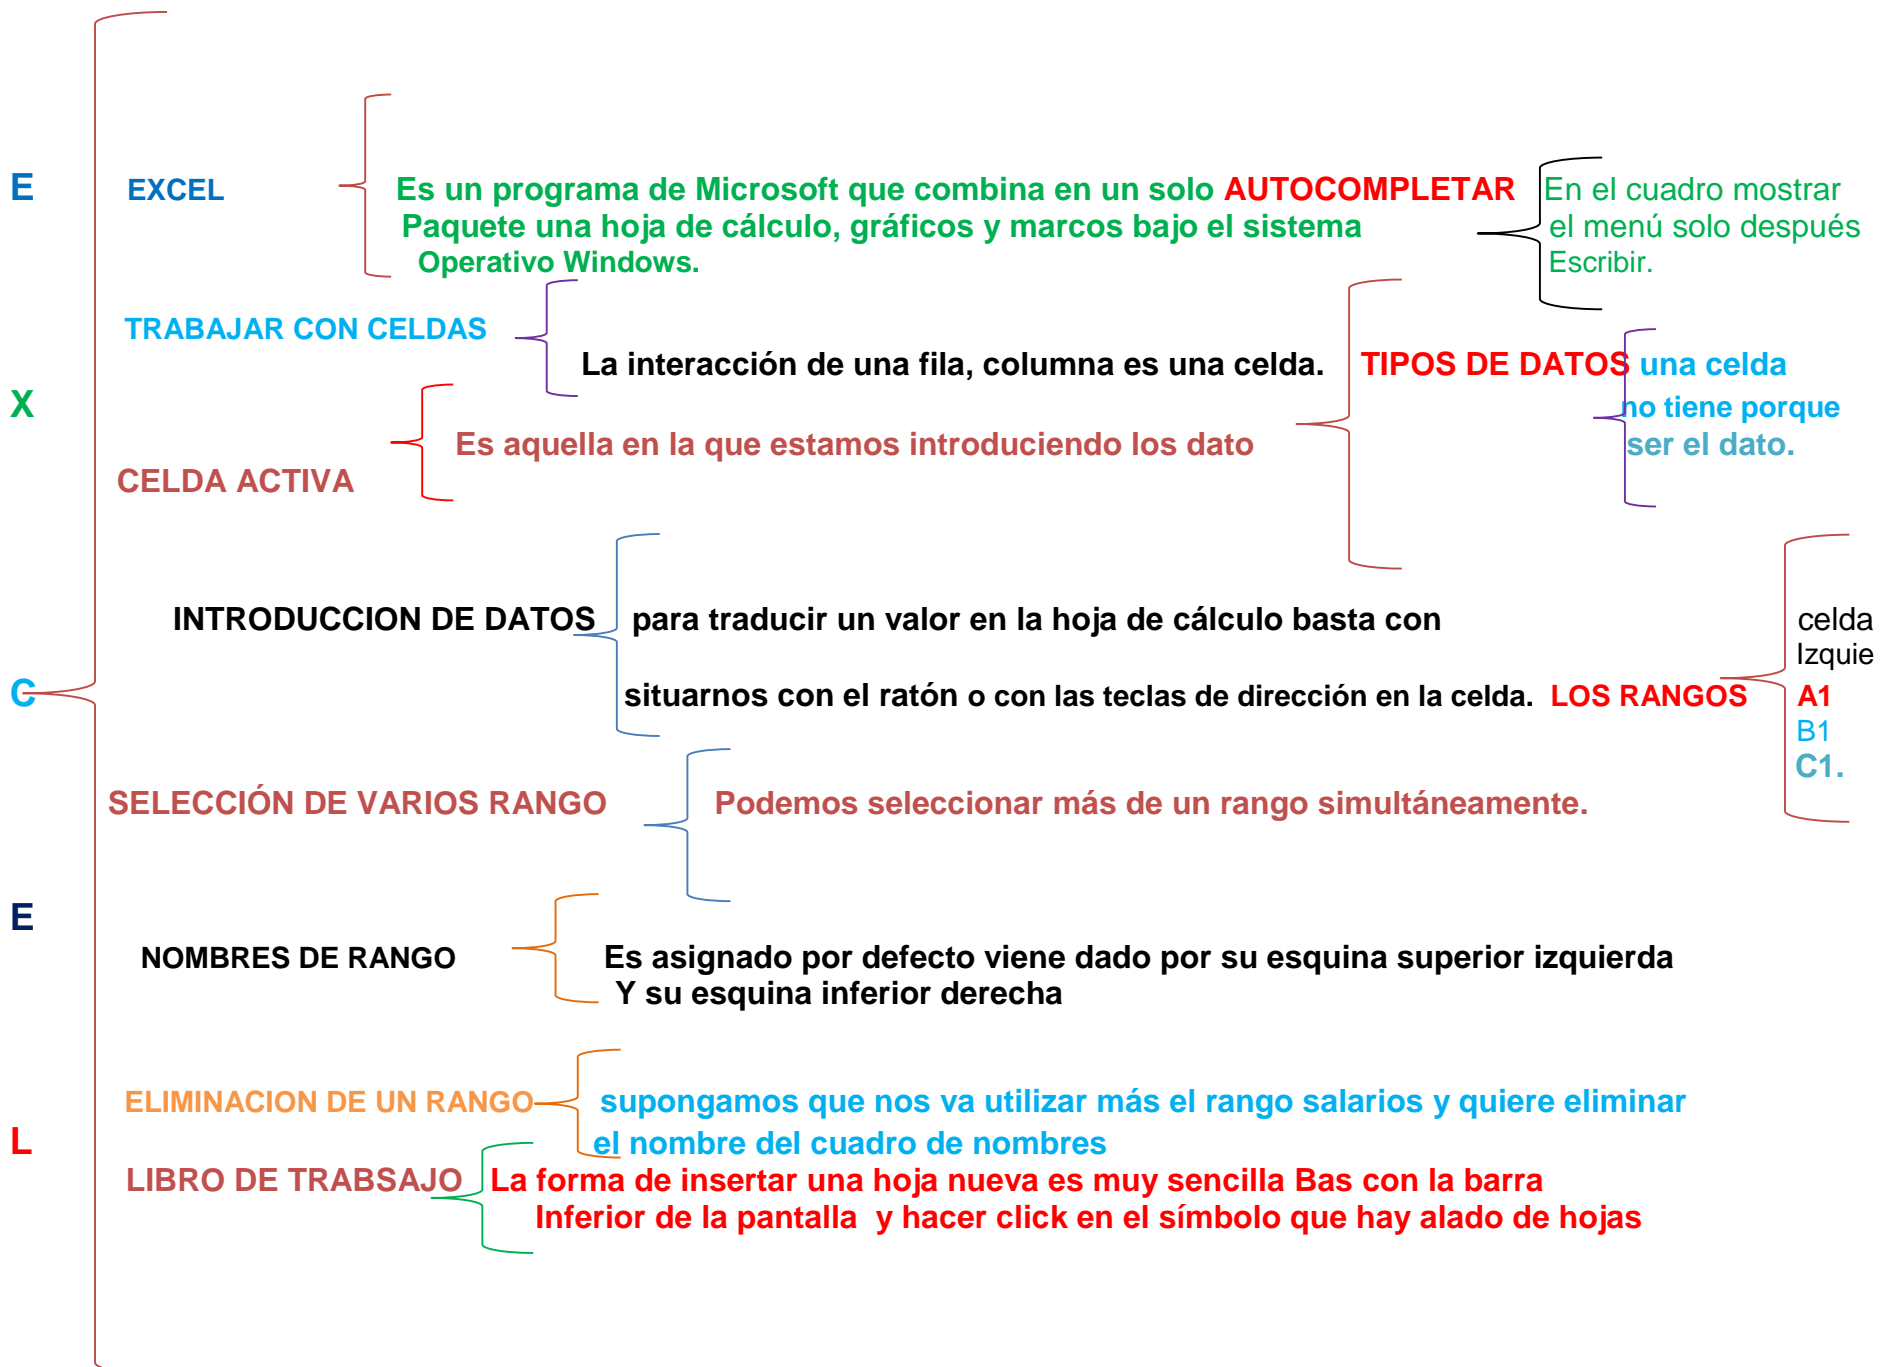 E
EXCEL
Es un programa de Microsoft que combina en un solo AUTOCOMPLETAR
Paquete una hoja de cálculo, gráficos y marcos bajo el sistema
Operativo Windows.
En el cuadro mostrar
el menú solo después
Escribir.
TRABAJAR CON CELDAS
La interacción de una fila, columna es una celda.
TIPOS DE DATOS
una celda
no tiene porque
ser el dato.
X
CELDA ACTIVA
Es aquella en la que estamos introduciendo los dato
INTRODUCCION DE DATOS
para traducir un valor en la hoja de cálculo basta con
situarnos con el ratón o con las teclas de dirección en la celda. LOS RANGOS
celda
Izquie
A1
B1
C1.
C
SELECCIÓN DE VARIOS RANGO
Podemos seleccionar más de un rango simultáneamente.
E
NOMBRES DE RANGO
Es asignado por defecto viene dado por su esquina superior izquierda
Y su esquina inferior derecha
ELIMINACION DE UN RANGO
supongamos que nos va utilizar más el rango salarios y quiere eliminar
el nombre del cuadro de nombres
L
LIBRO DE TRABSAJO
La forma de insertar una hoja nueva es muy sencilla Bas con la barra
Inferior de la pantalla y hacer click en el símbolo que hay alado de hojas